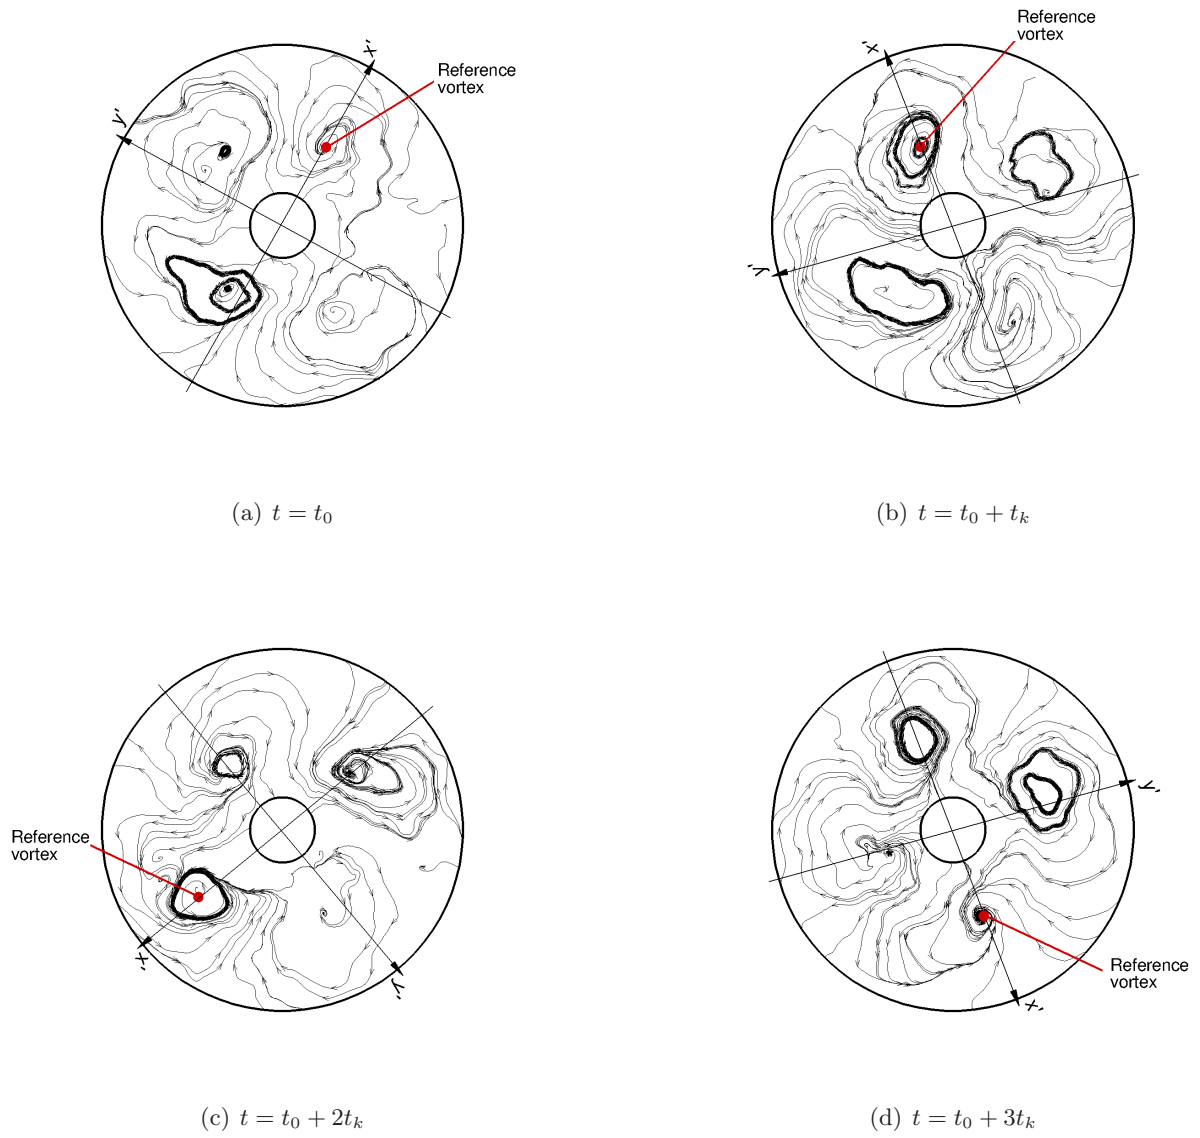 x'
Reference
vortex
y'
(a) t = t₀
Reference
vortex
x'
y'
(b) t = t₀ + tₖ
Reference
vortex
x'
y'
(c) t = t₀ + 2tₖ
y'
Reference
vortex
x'
(d) t = t₀ + 3tₖ